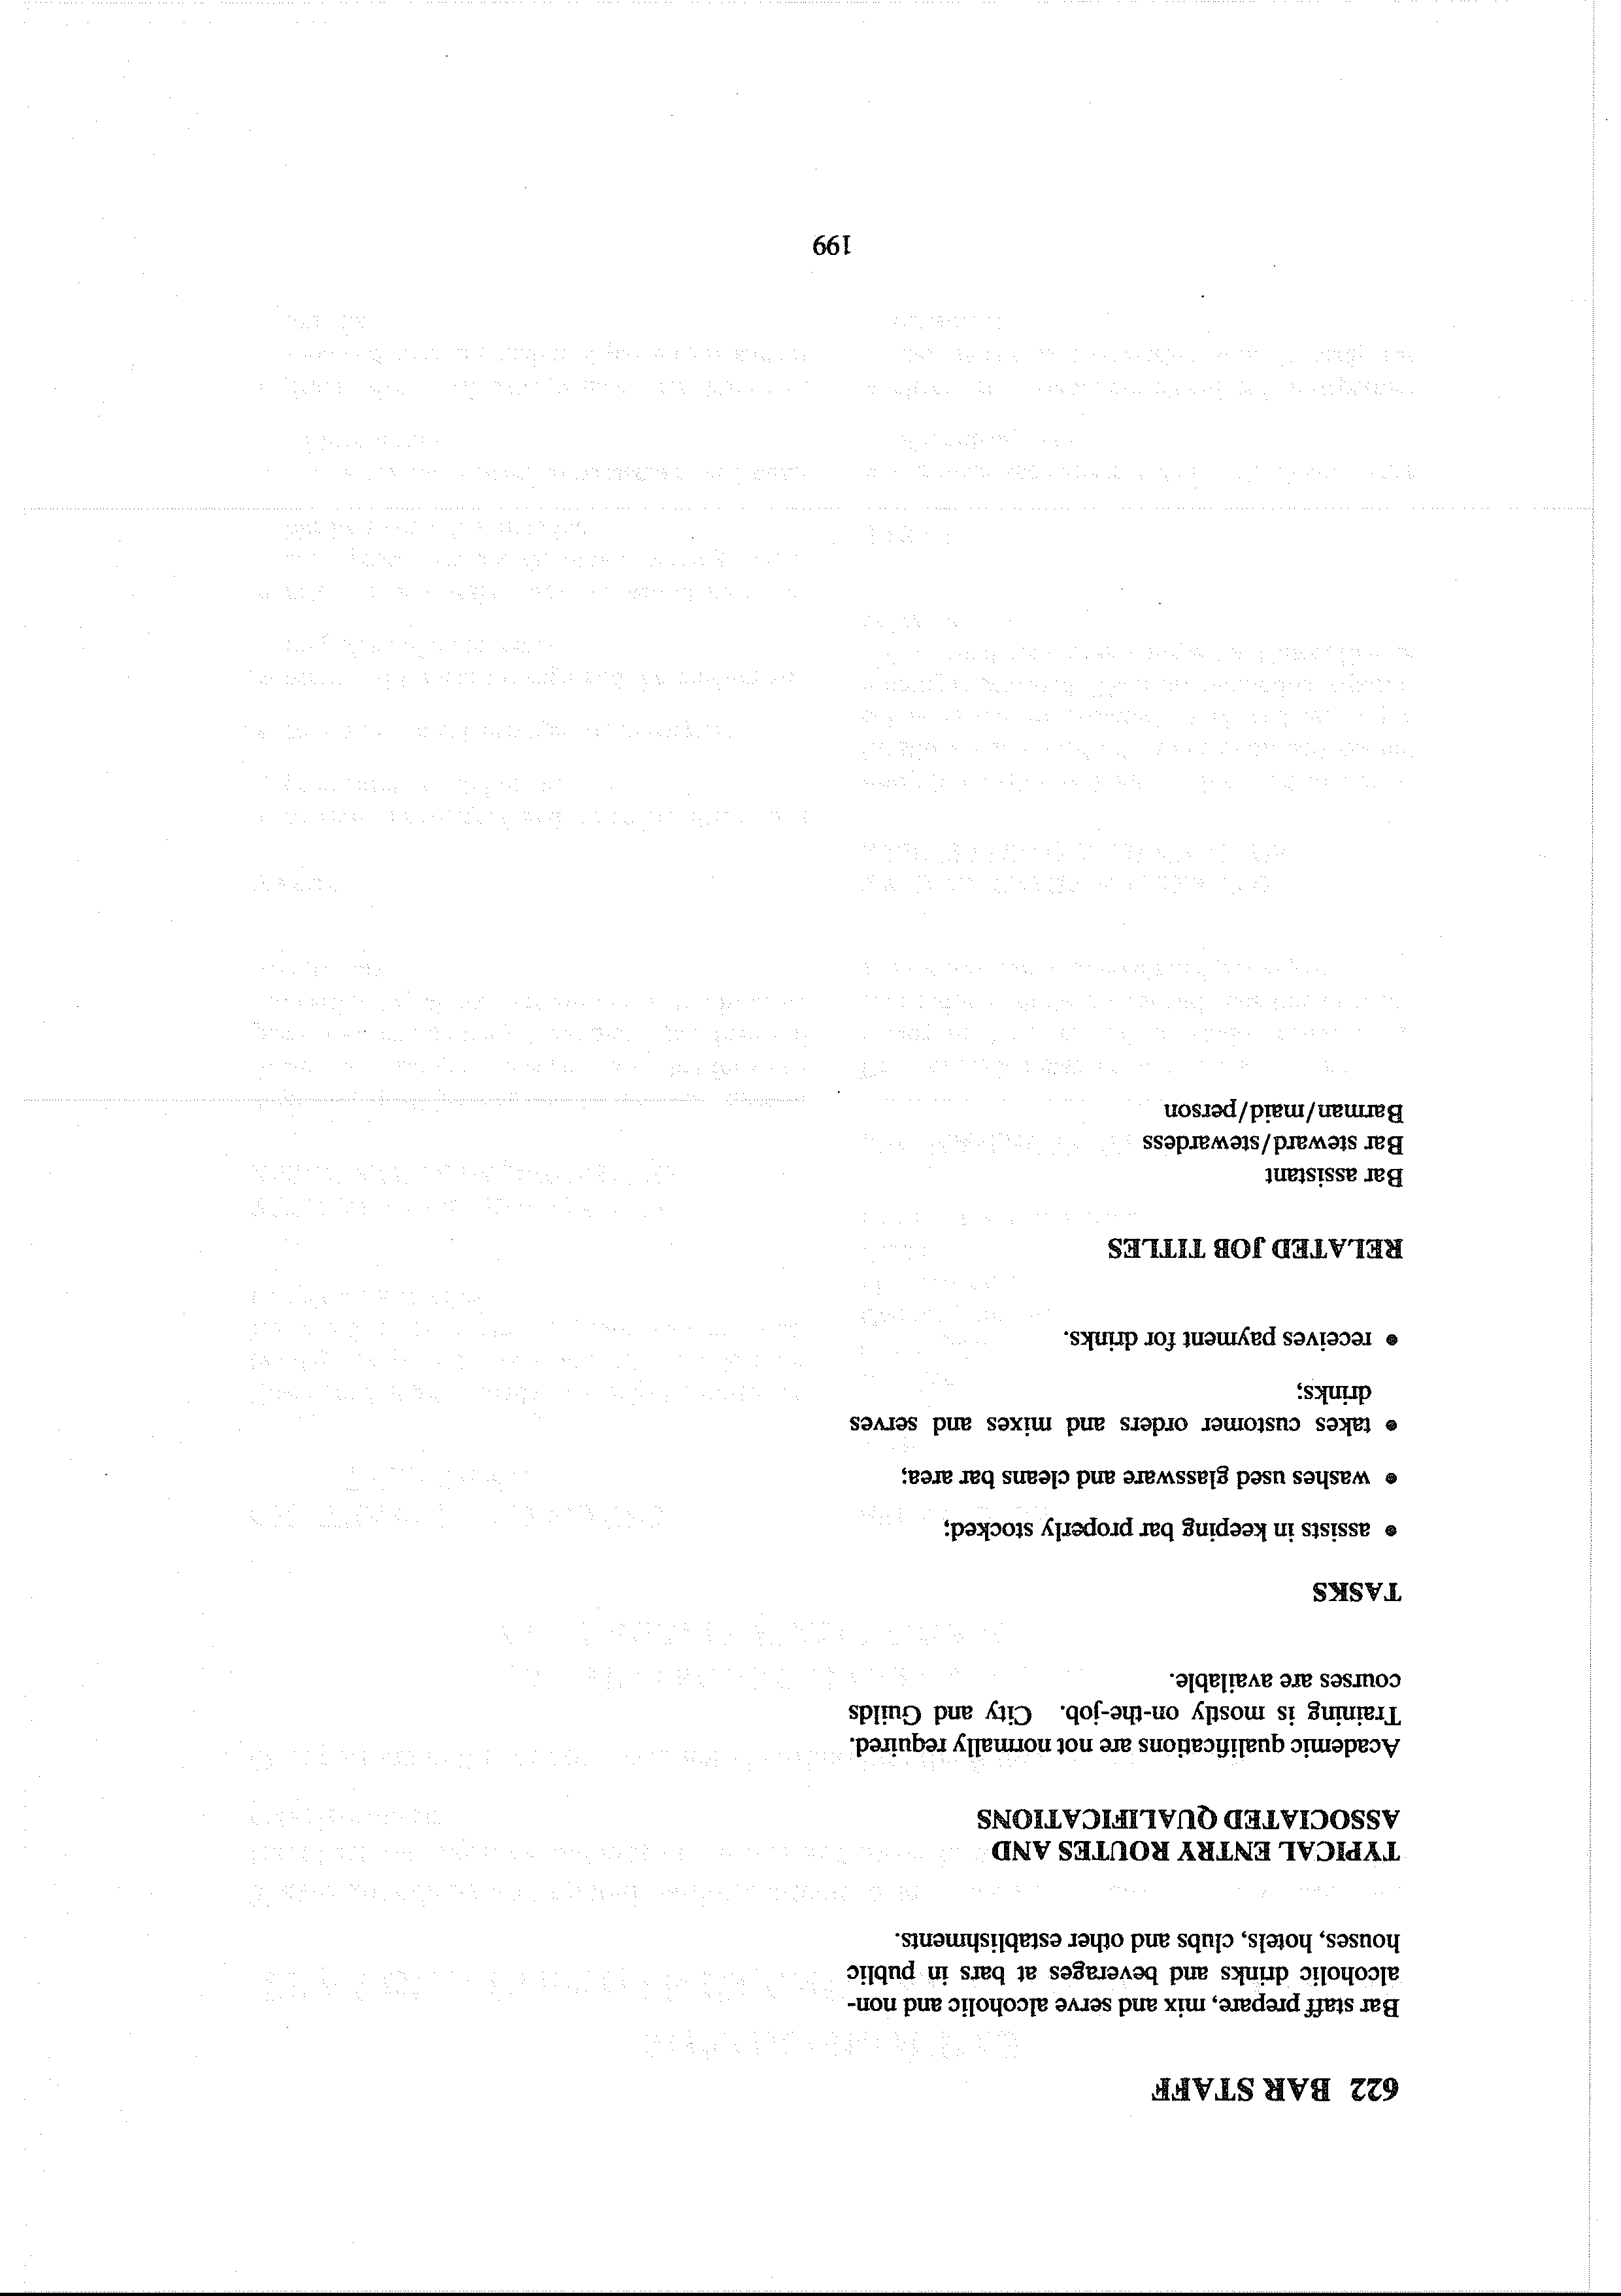 622 BAR STAFF
Bar staff prepare, mix and serve alcoholic and non-
alcoholic drinks and beverages at bars in public
houses, hotels, clubs and other establishments.
TYPICAL ENTRY ROUTES AND
ASSOCIATED QUALIFICATIONS
Academic qualifications are not normally required.
Training is mostly on-the-job. City and Guilds
courses are available.
TASKS
• assists in keeping bar properly stocked;
• washes used glassware and cleans bar area;
• takes customer orders and mixes and serves
drinks;
• receives payment for drinks.
RELATED JOB TITLES
Bar assistant
Bar steward/stewardess
Barman/maid/person
199